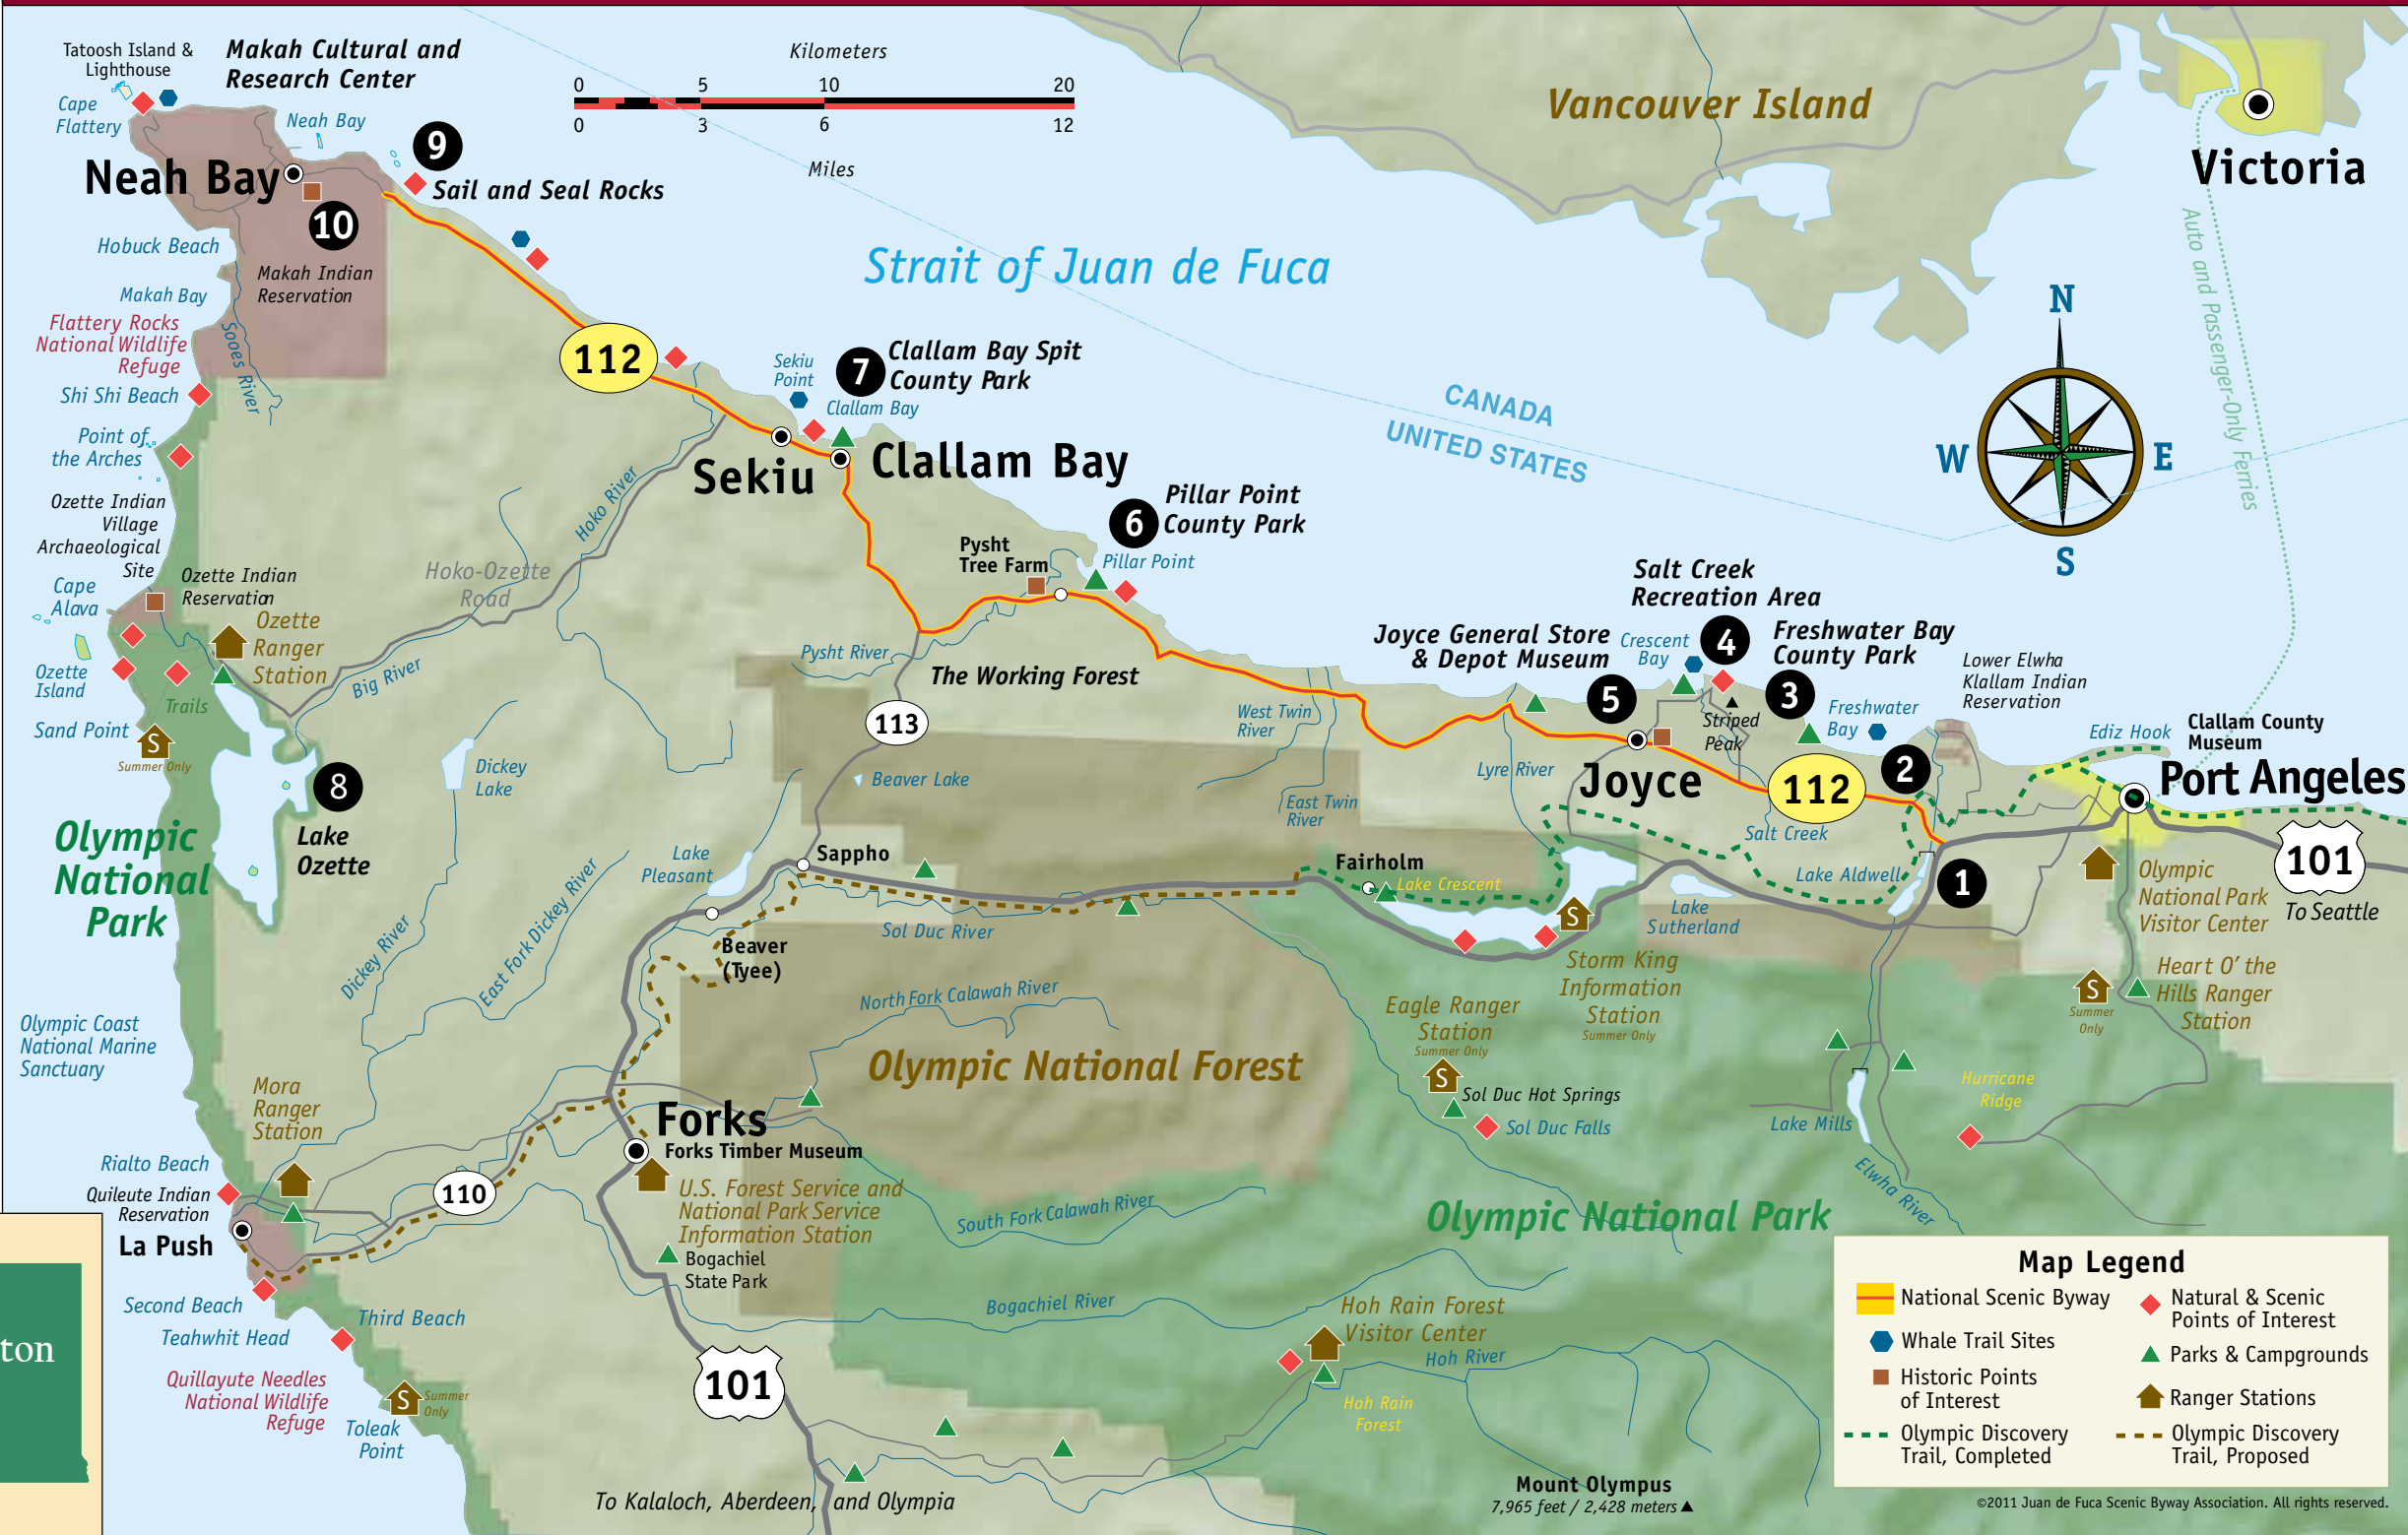 Tatoosh Island &
Lighthouse
Makah Cultural and
Research Center
Cape
Flattery
Neah Bay
Neah Bay
9
Sail and Seal Rocks
10
Makah Indian
Reservation
Hobuck Beach
Makah Bay
Sooes River
Flattery Rocks
National Wildlife
Refuge
Shi Shi Beach
Point of
the Arches
Ozette Indian
Village
Archaeological
Site
Cape
Alava
Ozette Indian
Reservation
Ozette
Ranger
Station
Ozette
Island
Trails
Sand Point
S
Summer Only
8
Lake
Ozette
Olympic
National
Park
Olympic Coast
National Marine
Sanctuary
Kilometers
0 5 10 20
0 3 6 12
Miles
Strait of Juan de Fuca
Vancouver Island
Victoria
Auto and Passenger-Only Ferries
CANADA
UNITED STATES
N
W
E
S
112
Sekiu
Point
7
Clallam Bay Spit
County Park
Clallam Bay
Sekiu
Clallam Bay
Hoko River
Hoko-Ozette
Road
Big River
6
Pillar Point
County Park
Pysht
Tree Farm
Pillar Point
Pysht River
The Working Forest
113
Dickey
Lake
Beaver Lake
West Twin
River
East Twin
River
Joyce General Store
& Depot Museum
5
Salt Creek
Recreation Area
Crescent
Bay
4
Striped
Peak
Freshwater Bay
County Park
3
Freshwater
Bay
Lower Elwha
Klallam Indian
Reservation
2
Ediz Hook
Clallam County
Museum
Port Angeles
Lyre River
Joyce
112
Salt Creek
Lake Aldwell
1
101
To Seattle
Olympic
National Park
Visitor Center
Heart O' the
Hills Ranger
Station
S
Summer
Only
Lake
Pleasant
Sappho
Fairholm
Lake Crescent
Lake
Sutherland
S
Storm King
Information
Station
Summer Only
Sol Duc River
Beaver
(Tyee)
Dickey River
East Fork Dickey River
North Fork Calawah River
Olympic National Forest
Eagle Ranger
Station
Summer Only
S
Sol Duc Hot Springs
Sol Duc Falls
Lake Mills
Hurricane
Ridge
Elwha River
Mora
Ranger
Station
Rialto Beach
Quileute Indian
Reservation
La Push
110
Forks
Forks Timber Museum
U.S. Forest Service and
National Park Service
Information Station
Bogachiel
State Park
South Fork Calawah River
Olympic National Park
Bogachiel River
Second Beach
Third Beach
Teahwhit Head
Quillayute Needles
National Wildlife
Refuge
S
Summer
Only
Toleak
Point
101
Hoh Rain Forest
Visitor Center
Hoh River
Hoh Rain
Forest
To Kalaloch, Aberdeen, and Olympia
Mount Olympus
7,965 feet / 2,428 meters
ton
Map Legend
National Scenic Byway
Whale Trail Sites
Historic Points
of Interest
Olympic Discovery
Trail, Completed
Natural & Scenic
Points of Interest
Parks & Campgrounds
Ranger Stations
Olympic Discovery
Trail, Proposed
©2011 Juan de Fuca Scenic Byway Association. All rights reserved.